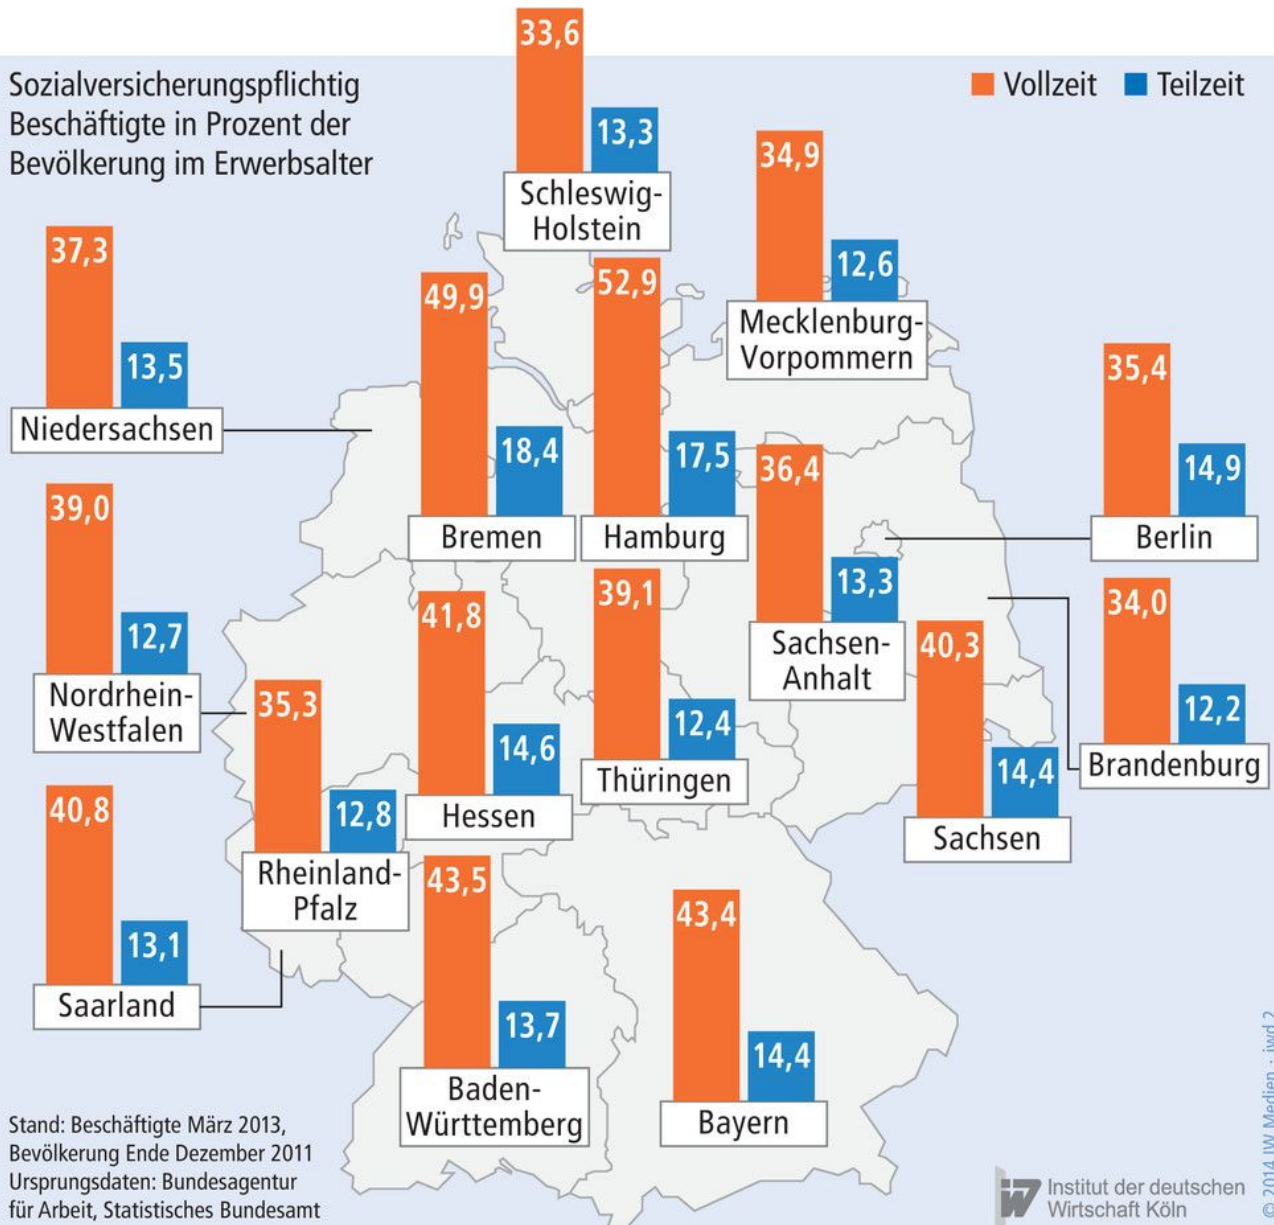 Sozialversicherungspflichtig
Beschäftigte in Prozent der
Bevölkerung im Erwerbsalter
Vollzeit
Teilzeit
33,6
13,3
Schleswig-
Holstein
34,9
12,6
Mecklenburg-
Vorpommern
37,3
13,5
Niedersachsen
49,9
18,4
Bremen
52,9
17,5
Hamburg
35,4
14,9
Berlin
36,4
13,3
Sachsen-
Anhalt
39,0
12,7
Nordrhein-
Westfalen
41,8
14,6
Hessen
39,1
12,4
Thüringen
34,0
12,2
Brandenburg
40,3
14,4
Sachsen
35,3
12,8
Rheinland-
Pfalz
40,8
13,1
Saarland
43,5
13,7
Baden-
Württemberg
43,4
14,4
Bayern
Stand: Beschäftigte März 2013,
Bevölkerung Ende Dezember 2011
Ursprungsdaten: Bundesagentur
für Arbeit, Statistisches Bundesamt
iw Institut der deutschen
Wirtschaft Köln
© 2014 IW Medien · iwd 2